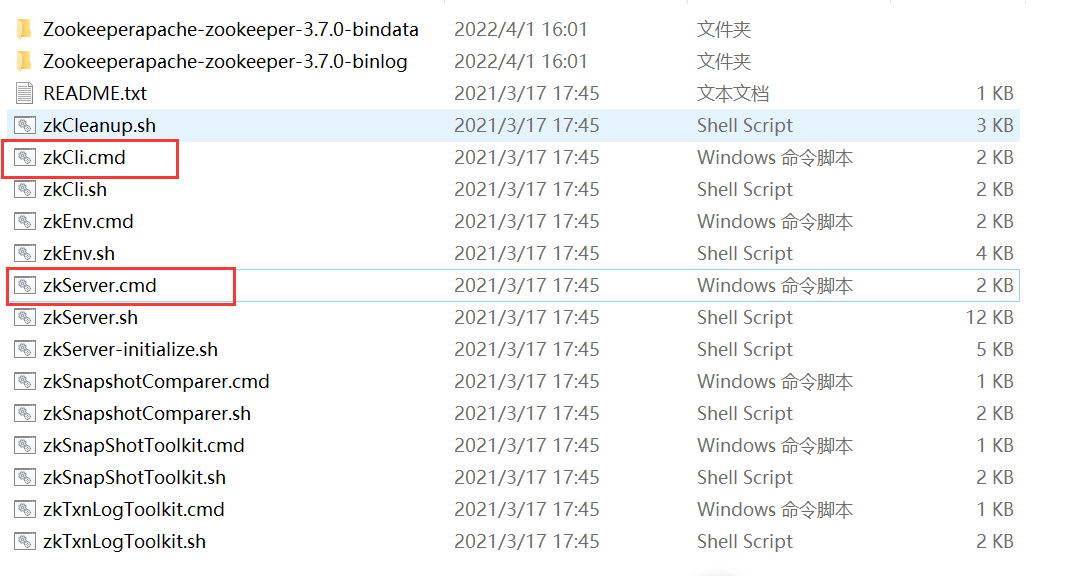 Zookeeperapache-zookeeper-3.7.0-bindata 2022/4/1 16:01 文件夹
Zookeeperapache-zookeeper-3.7.0-binlog 2022/4/1 16:01 文件夹
README.txt 2021/3/17 17:45 文本文档 1 KB
zkCleanup.sh 2021/3/17 17:45 Shell Script 3 KB
zkCli.cmd 2021/3/17 17:45 Windows 命令脚本 2 KB
zkCli.sh 2021/3/17 17:45 Shell Script 2 KB
zkEnv.cmd 2021/3/17 17:45 Windows 命令脚本 2 KB
zkEnv.sh 2021/3/17 17:45 Shell Script 4 KB
zkServer.cmd 2021/3/17 17:45 Windows 命令脚本 2 KB
zkServer.sh 2021/3/17 17:45 Shell Script 12 KB
zkServer-initialize.sh 2021/3/17 17:45 Shell Script 5 KB
zkSnapshotComparer.cmd 2021/3/17 17:45 Windows 命令脚本 1 KB
zkSnapshotComparer.sh 2021/3/17 17:45 Shell Script 2 KB
zkSnapShotToolkit.cmd 2021/3/17 17:45 Windows 命令脚本 1 KB
zkSnapShotToolkit.sh 2021/3/17 17:45 Shell Script 2 KB
zkTxnLogToolkit.cmd 2021/3/17 17:45 Windows 命令脚本 1 KB
zkTxnLogToolkit.sh 2021/3/17 17:45 Shell Script 2 KB